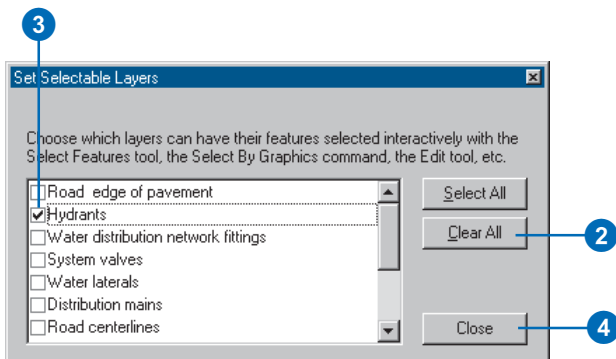 3
Set Selectable Layers
Choose which layers can have their features selected interactively with the
Select Features tool, the Select By Graphics command, the Edit tool, etc.
Road edge of pavement
Hydrants
Water distribution network fittings
System valves
Water laterals
Distribution mains
Road centerlines
Select All
Clear All
2
Close
4